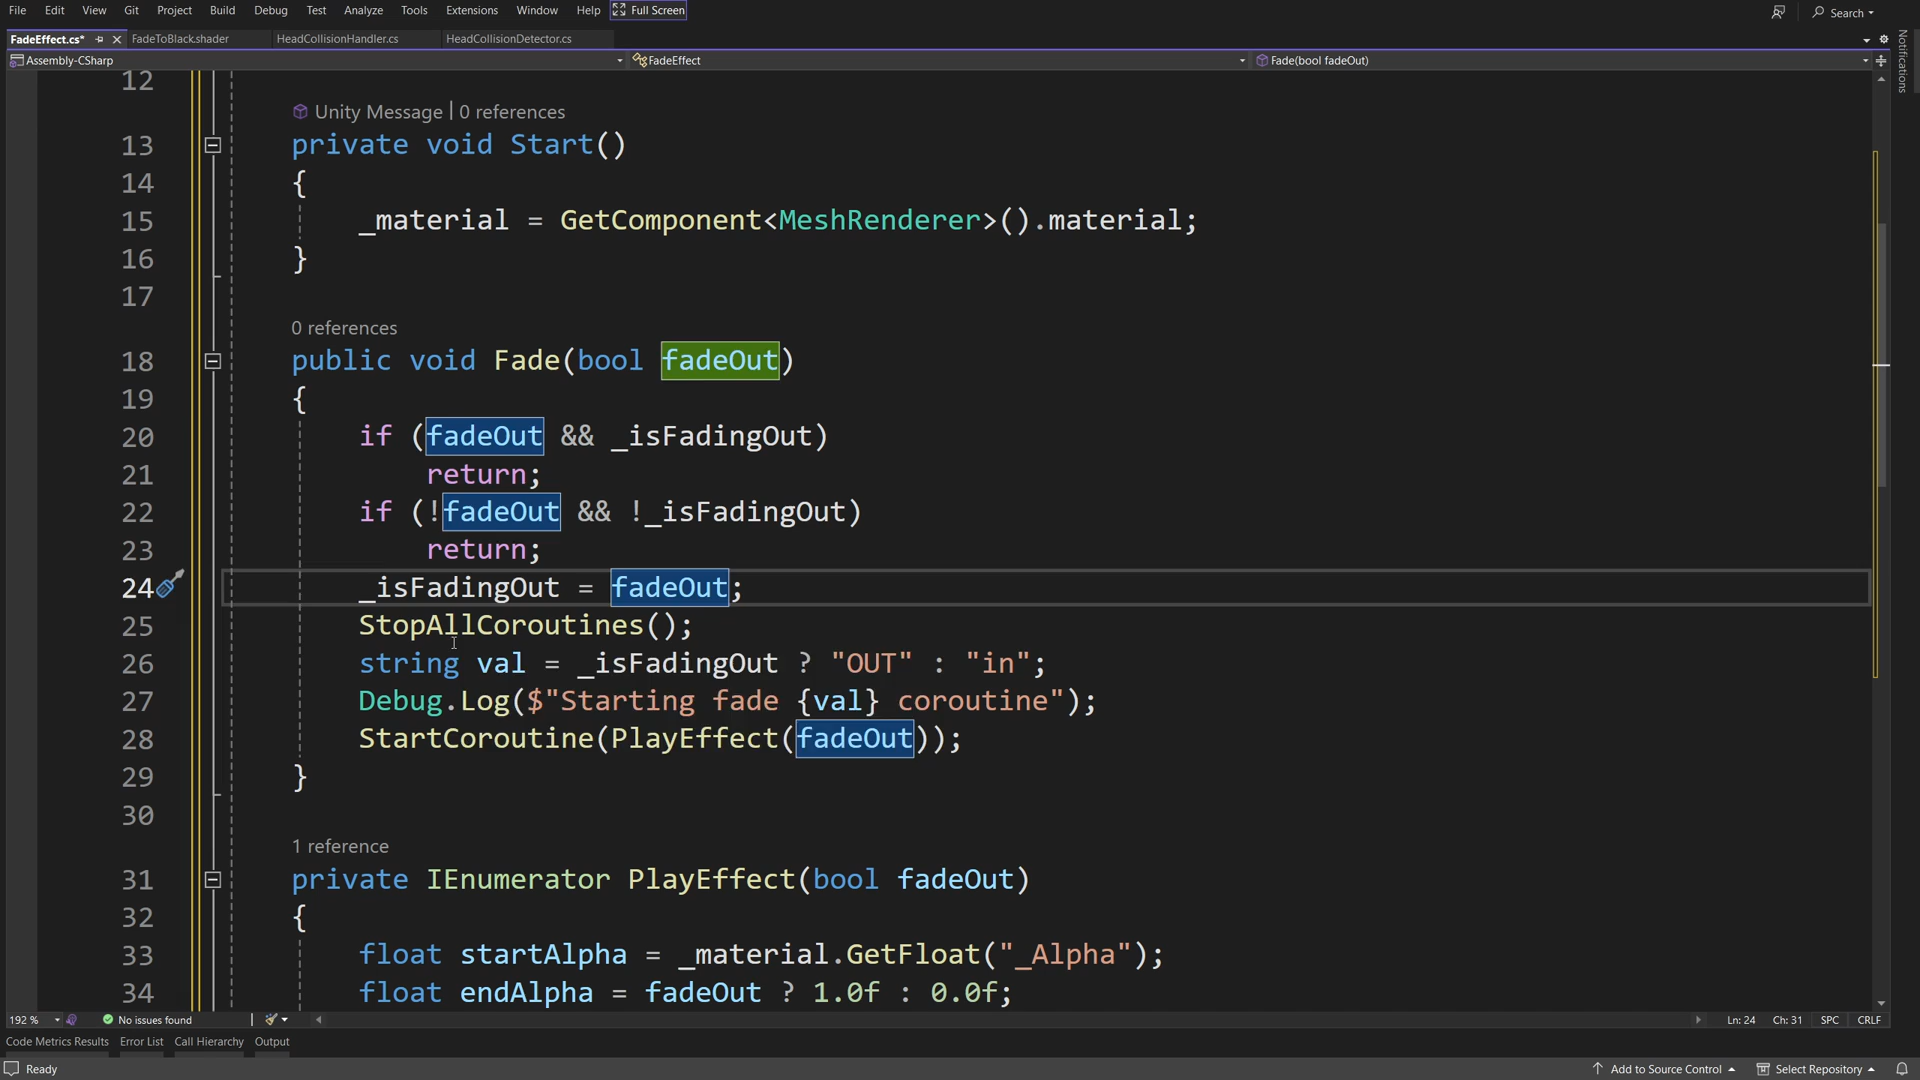 File Edit View Git Project Build Debug Test Analyze Tools Extensions Window Help Full Screen Search
FadeEffect.cs* FadeToBlack.shader HeadCollisionHandler.cs HeadCollisionDetector.cs
Assembly-CSharp FadeEffect Fade(bool fadeOut)
Notifications
12
Unity Message | 0 references
13 private void Start()
14 {
15 _material = GetComponent<MeshRenderer>().material;
16 }
17
0 references
18 public void Fade(bool fadeOut)
19 {
20 if (fadeOut && _isFadingOut)
21 return;
22 if (!fadeOut && !_isFadingOut)
23 return;
24 _isFadingOut = fadeOut;
25 StopAllCoroutines();
26 string val = _isFadingOut ? "OUT" : "in";
27 Debug.Log($"Starting fade {val} coroutine");
28 StartCoroutine(PlayEffect(fadeOut));
29 }
30
1 reference
31 private IEnumerator PlayEffect(bool fadeOut)
32 {
33 float startAlpha = _material.GetFloat("_Alpha");
34 float endAlpha = fadeOut ? 1.0f : 0.0f;
192 % No issues found Ln: 24 Ch: 31 SPC CRLF
Code Metrics Results Error List Call Hierarchy Output
Ready Add to Source Control Select Repository